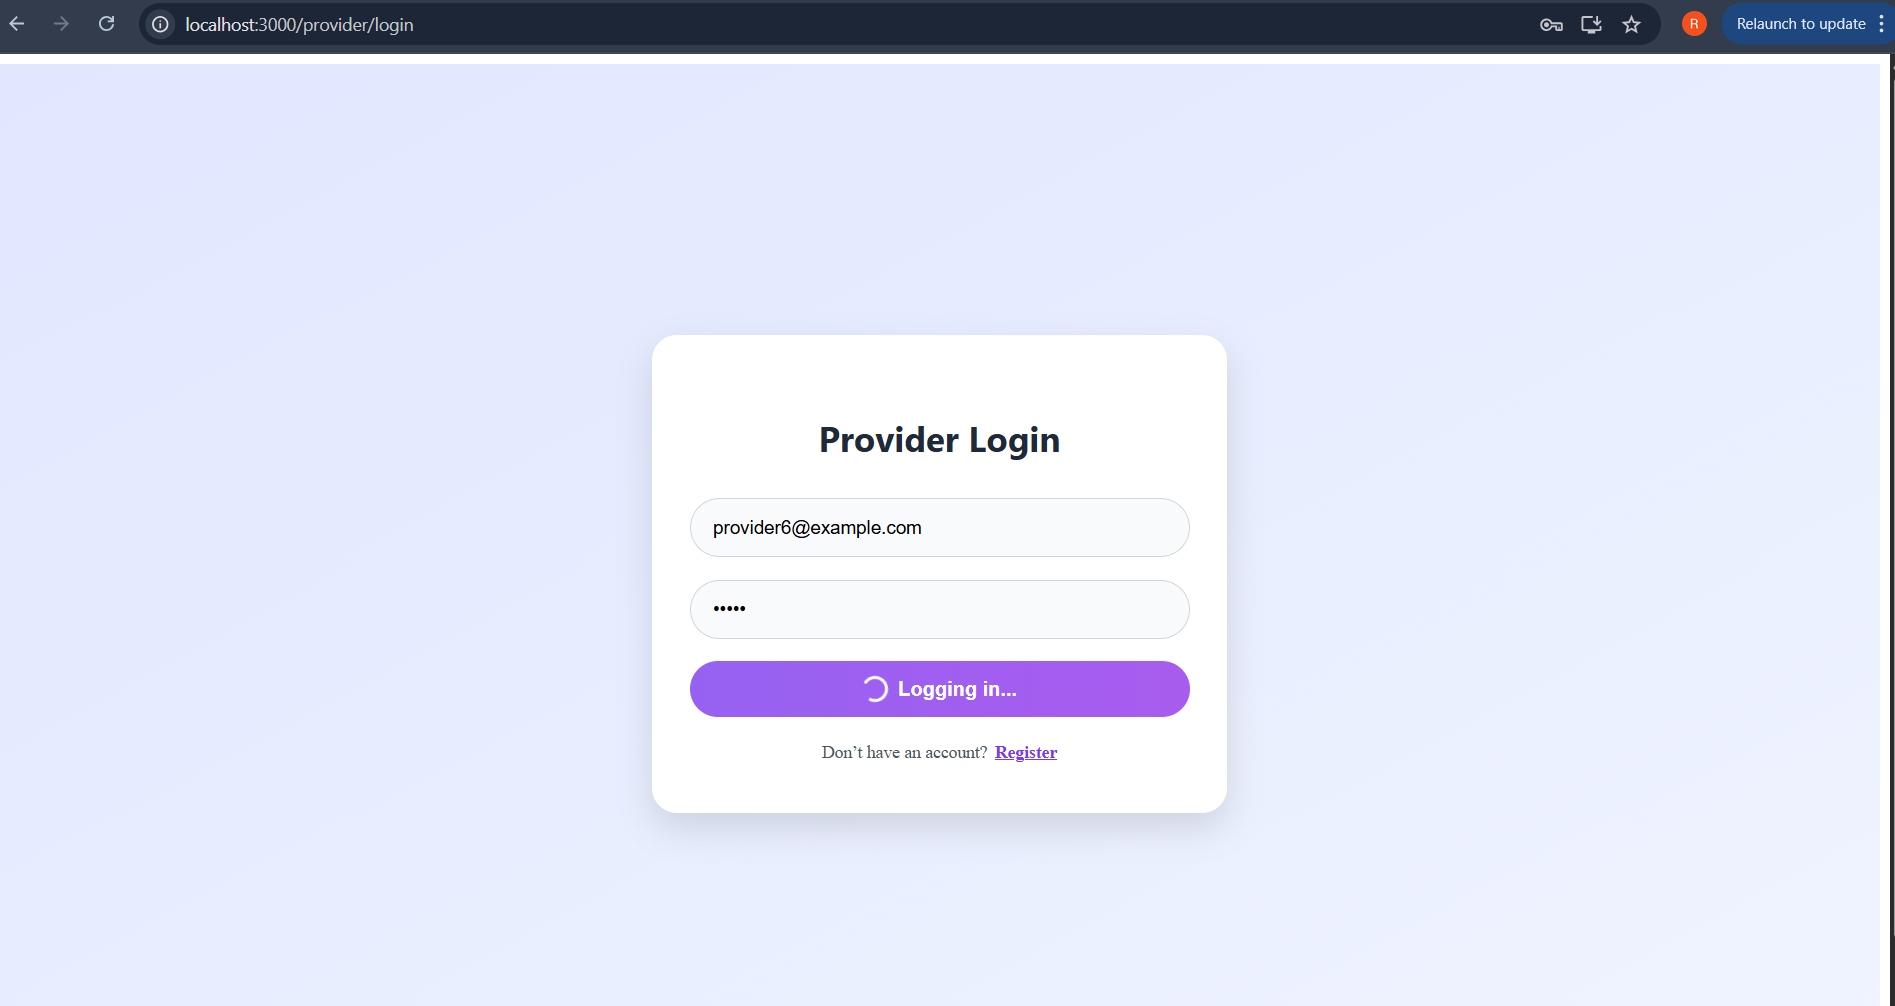 localhost:3000/provider/login
R
Relaunch to update
Provider Login
provider6@example.com
•••••
Logging in...
Don’t have an account? Register